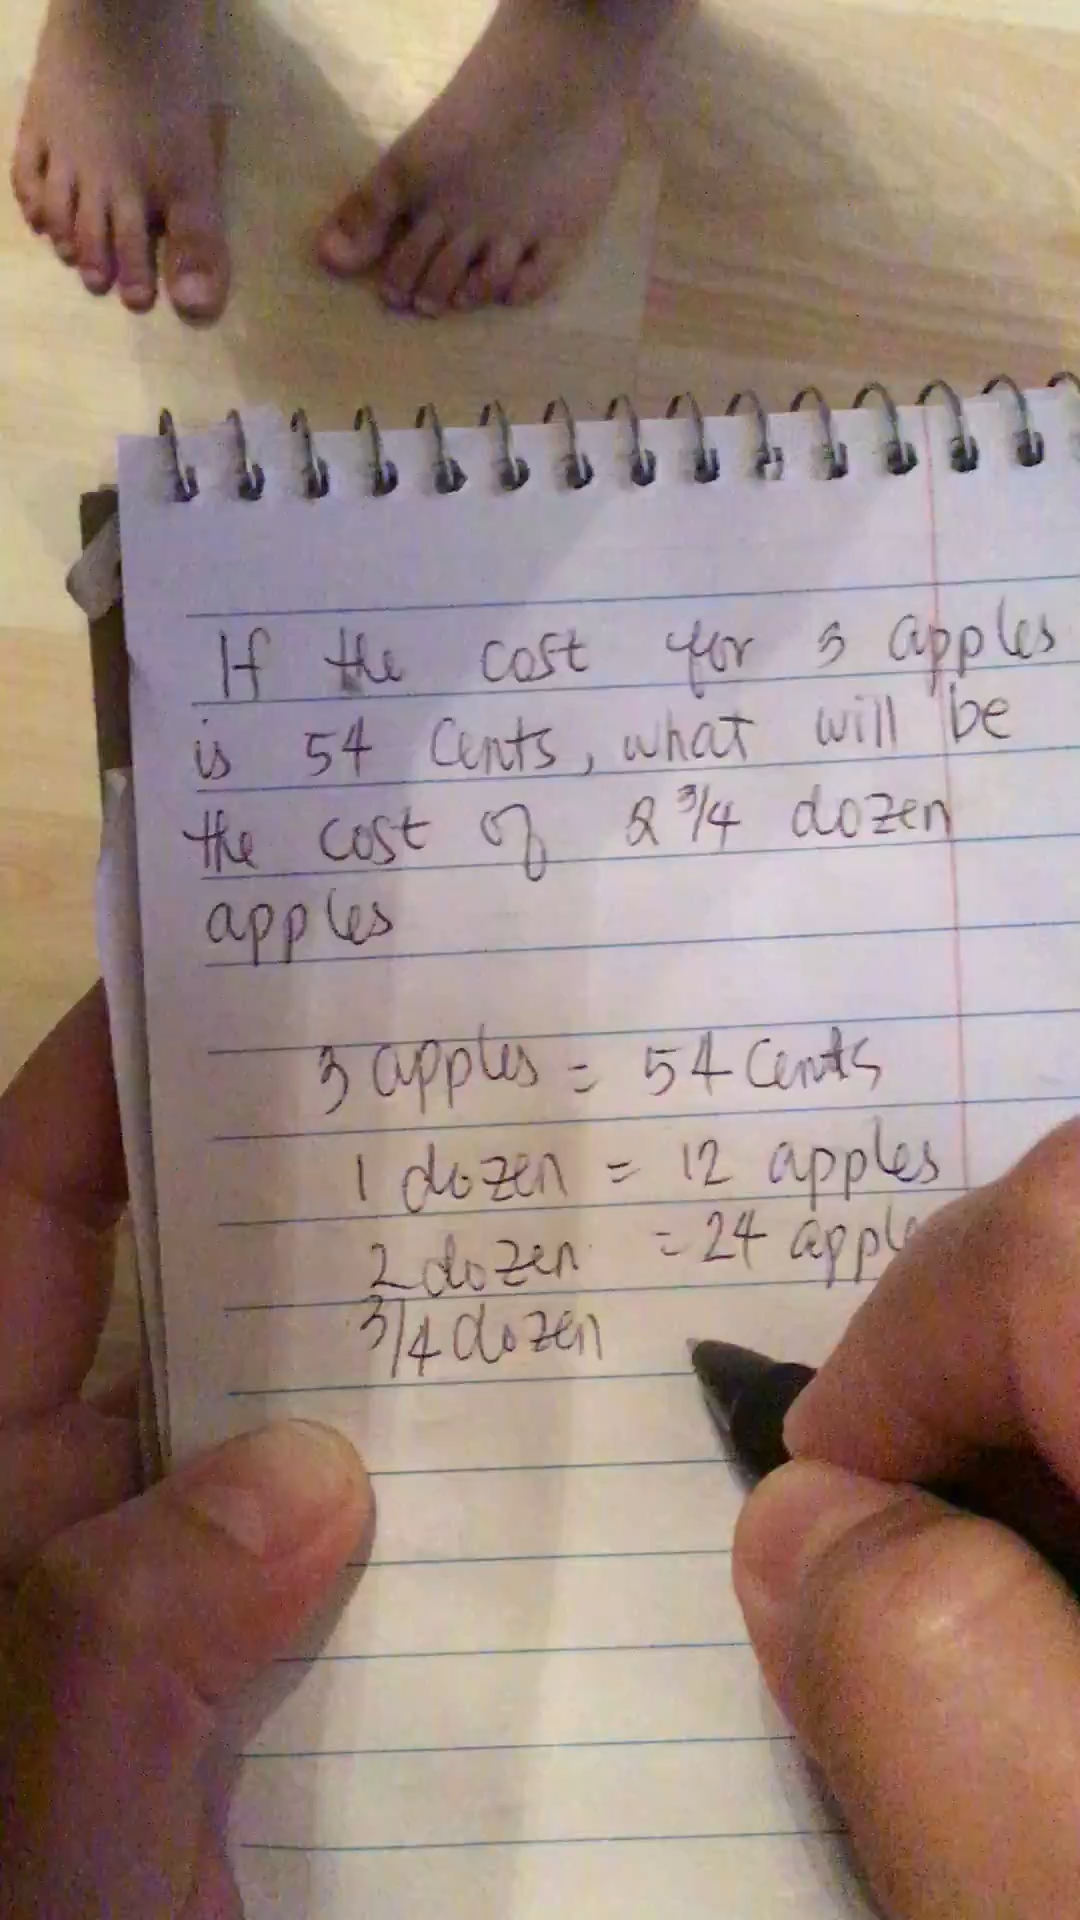 If the cost for 3 apples
is 54 cents, what will be
the cost of 2 3/4 dozen
apples
3 apples = 54 cents
1 dozen = 12 apples
2 dozen = 24
3/4 dozen